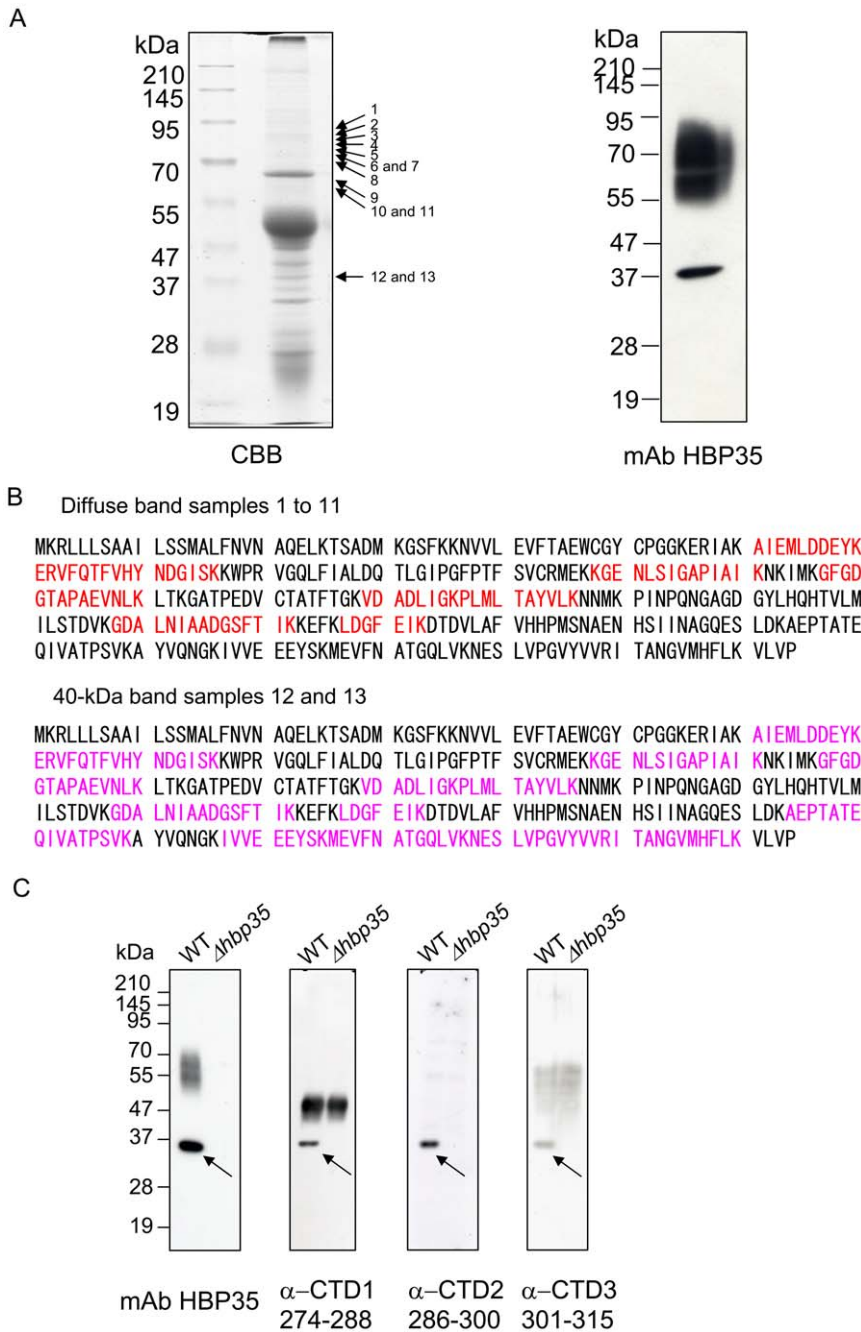 A
kDa
210
145
95
70
55
47
37
28
19
1
2
3
4
5
6 and 7
8
9
10 and 11
12 and 13
CBB
kDa
210
145
95
70
55
47
37
28
19
mAb HBP35
B
Diffuse band samples 1 to 11
MKRLLLSAAI LSSMALFNVN AQELKTSADM KGSFKKNVVL EVFTAEWCGY CPGGKERIAK AIEMLDDEYK
ERVFQTFVHY NDGISKKWPR VGQLFIALDQ TLGIPGFPTF SVCRMEKKGE NLSIGAPIAI KNKIMKGFGD
GTAPAEVNLK LTKGATPEDV CTATFTGKVD ADLIGKPLML TAYVLKNNMK PINPQNGAGD GYLHQHTVLM
ILSTDVKGDA LNIAADGSFT IKKEFKLDGF EIKDTDVLAF VHHPMSNAEN HSIINAGQES LDKAEPTATE
QIVATPSVKA YVQNGKIVVE EEYSKMEVFN ATGQLVKNES LVPGVYVVRI TANGVMHFLK VLVP
40-kDa band samples 12 and 13
MKRLLLSAAI LSSMALFNVN AQELKTSADM KGSFKKNVVL EVFTAEWCGY CPGGKERIAK AIEMLDDEYK
ERVFQTFVHY NDGISKKWPR VGQLFIALDQ TLGIPGFPTF SVCRMEKKGE NLSIGAPIAI KNKIMKGFGD
GTAPAEVNLK LTKGATPEDV CTATFTGKVD ADLIGKPLML TAYVLKNNMK PINPQNGAGD GYLHQHTVLM
ILSTDVKGDA LNIAADGSFT IKKEFKLDGF EIKDTDVLAF VHHPMSNAEN HSIINAGQES LDKAEPTATE
QIVATPSVKA YVQNGKIVVE EEYSKMEVFN ATGQLVKNES LVPGVYVVRI TANGVMHFLK VLVP
C
kDa
210
145
95
70
55
47
37
28
19
WT Δhbp35
WT Δhbp35
WT Δhbp35
WT Δhbp35
mAb HBP35
α–CTD1
274-288
α–CTD2
286-300
α–CTD3
301-315